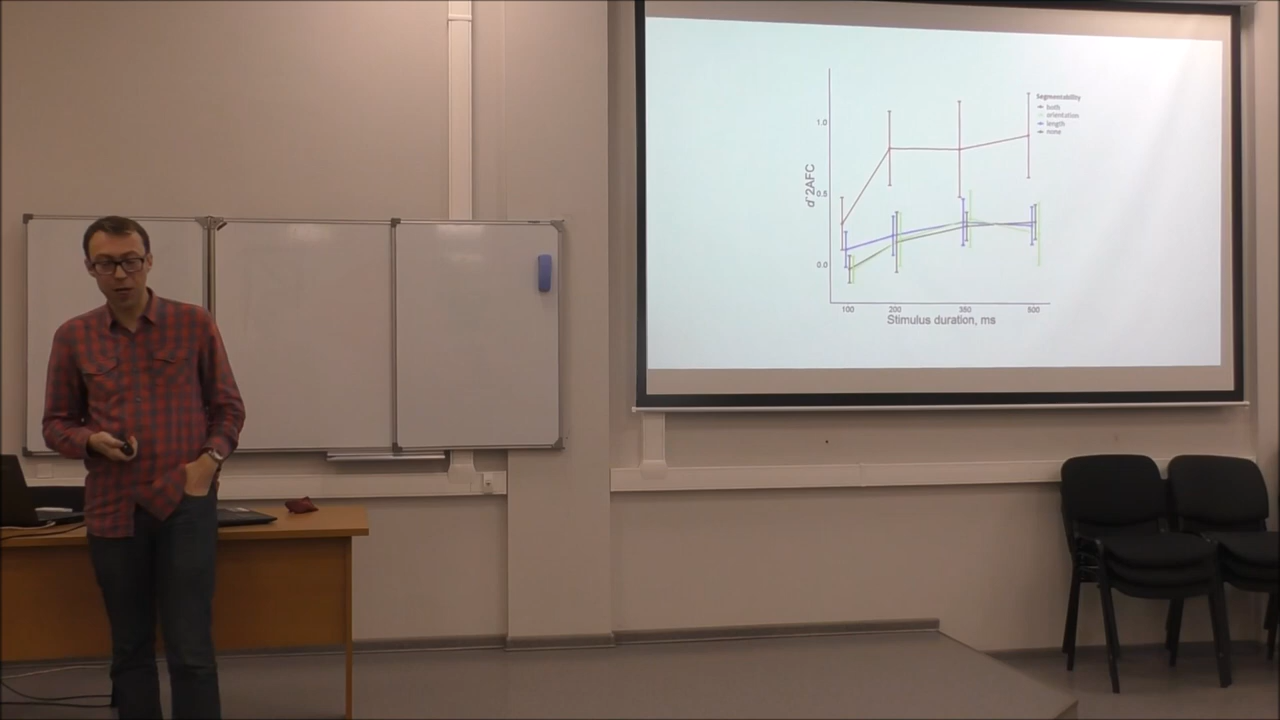 Segmentability
both
orientation
length
none
1.0
0.5
0.0
d' 2AFC
100
200
350
500
Stimulus duration, ms